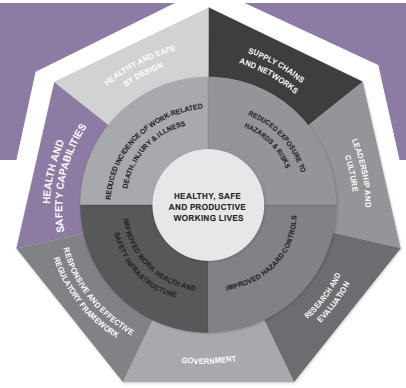 HEALTHY AND SAFE
BY DESIGN
SUPPLY CHAINS
AND NETWORKS
LEADERSHIP AND
CULTURE
RESEARCH AND
EVALUATION
GOVERNMENT
RESPONSIVE AND EFFECTIVE
REGULATORY FRAMEWORK
HEALTH AND
SAFETY CAPABILITIES
REDUCED INCIDENCE OF WORK-RELATED
DEATH, INJURY & ILLNESS
REDUCED EXPOSURE TO
HAZARDS & RISKS
IMPROVED HAZARD CONTROLS
IMPROVED WORK HEALTH AND
SAFETY INFRASTRUCTURE
HEALTHY, SAFE
AND PRODUCTIVE
WORKING LIVES